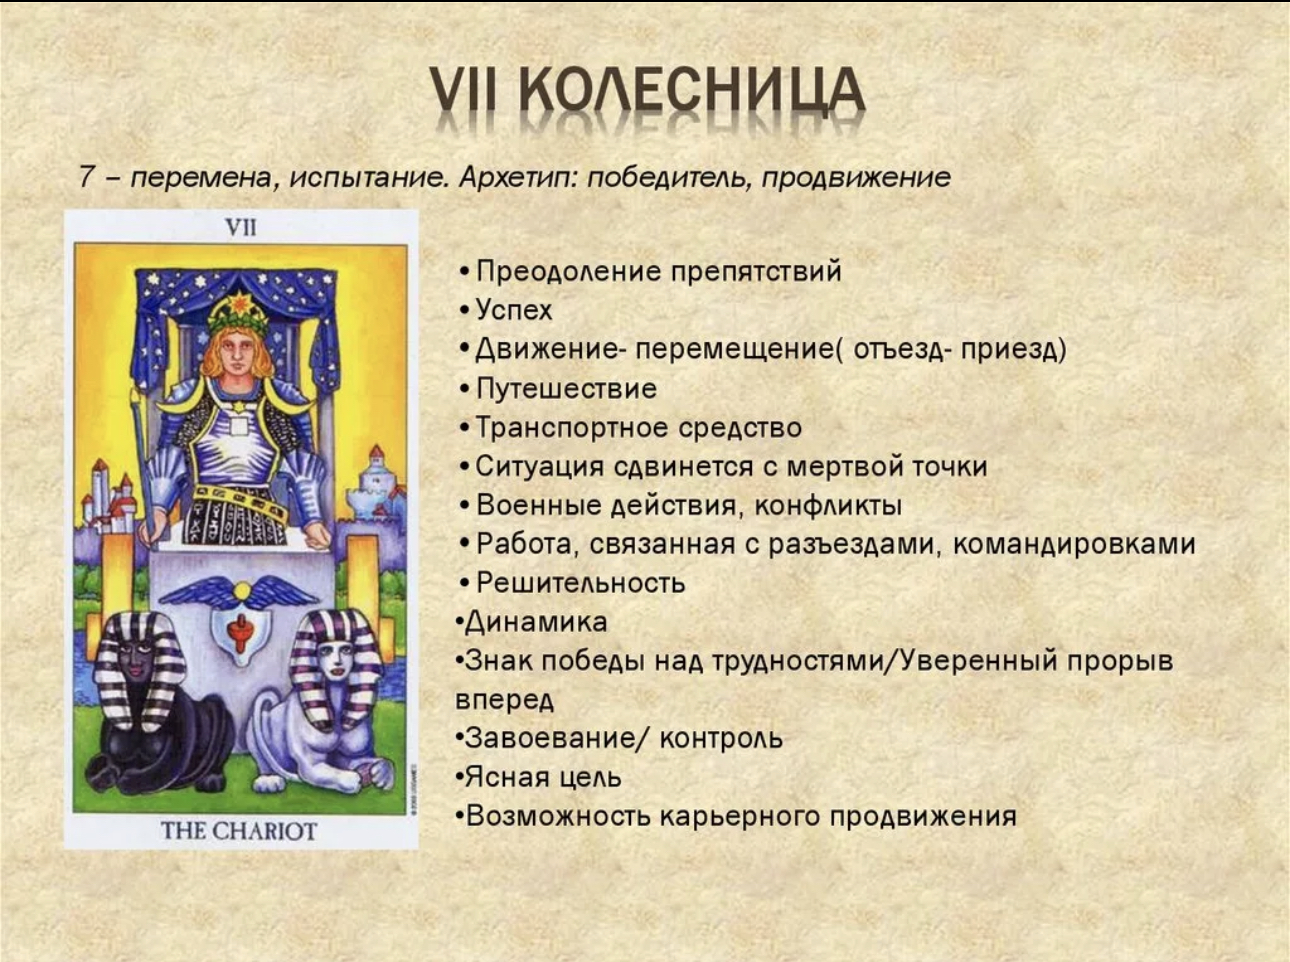 VII КОЛЕСНИЦА
7 – перемена, испытание. Архетип: победитель, продвижение
VII
THE CHARIOT
• Преодоление препятствий
• Успех
• Движение- перемещение( отъезд- приезд)
• Путешествие
• Транспортное средство
• Ситуация сдвинется с мертвой точки
• Военные действия, конфликты
• Работа, связанная с разъездами, командировками
• Решительность
•Динамика
•Знак победы над трудностями/Уверенный прорыв
вперед
•Завоевание/ контроль
•Ясная цель
•Возможность карьерного продвижения